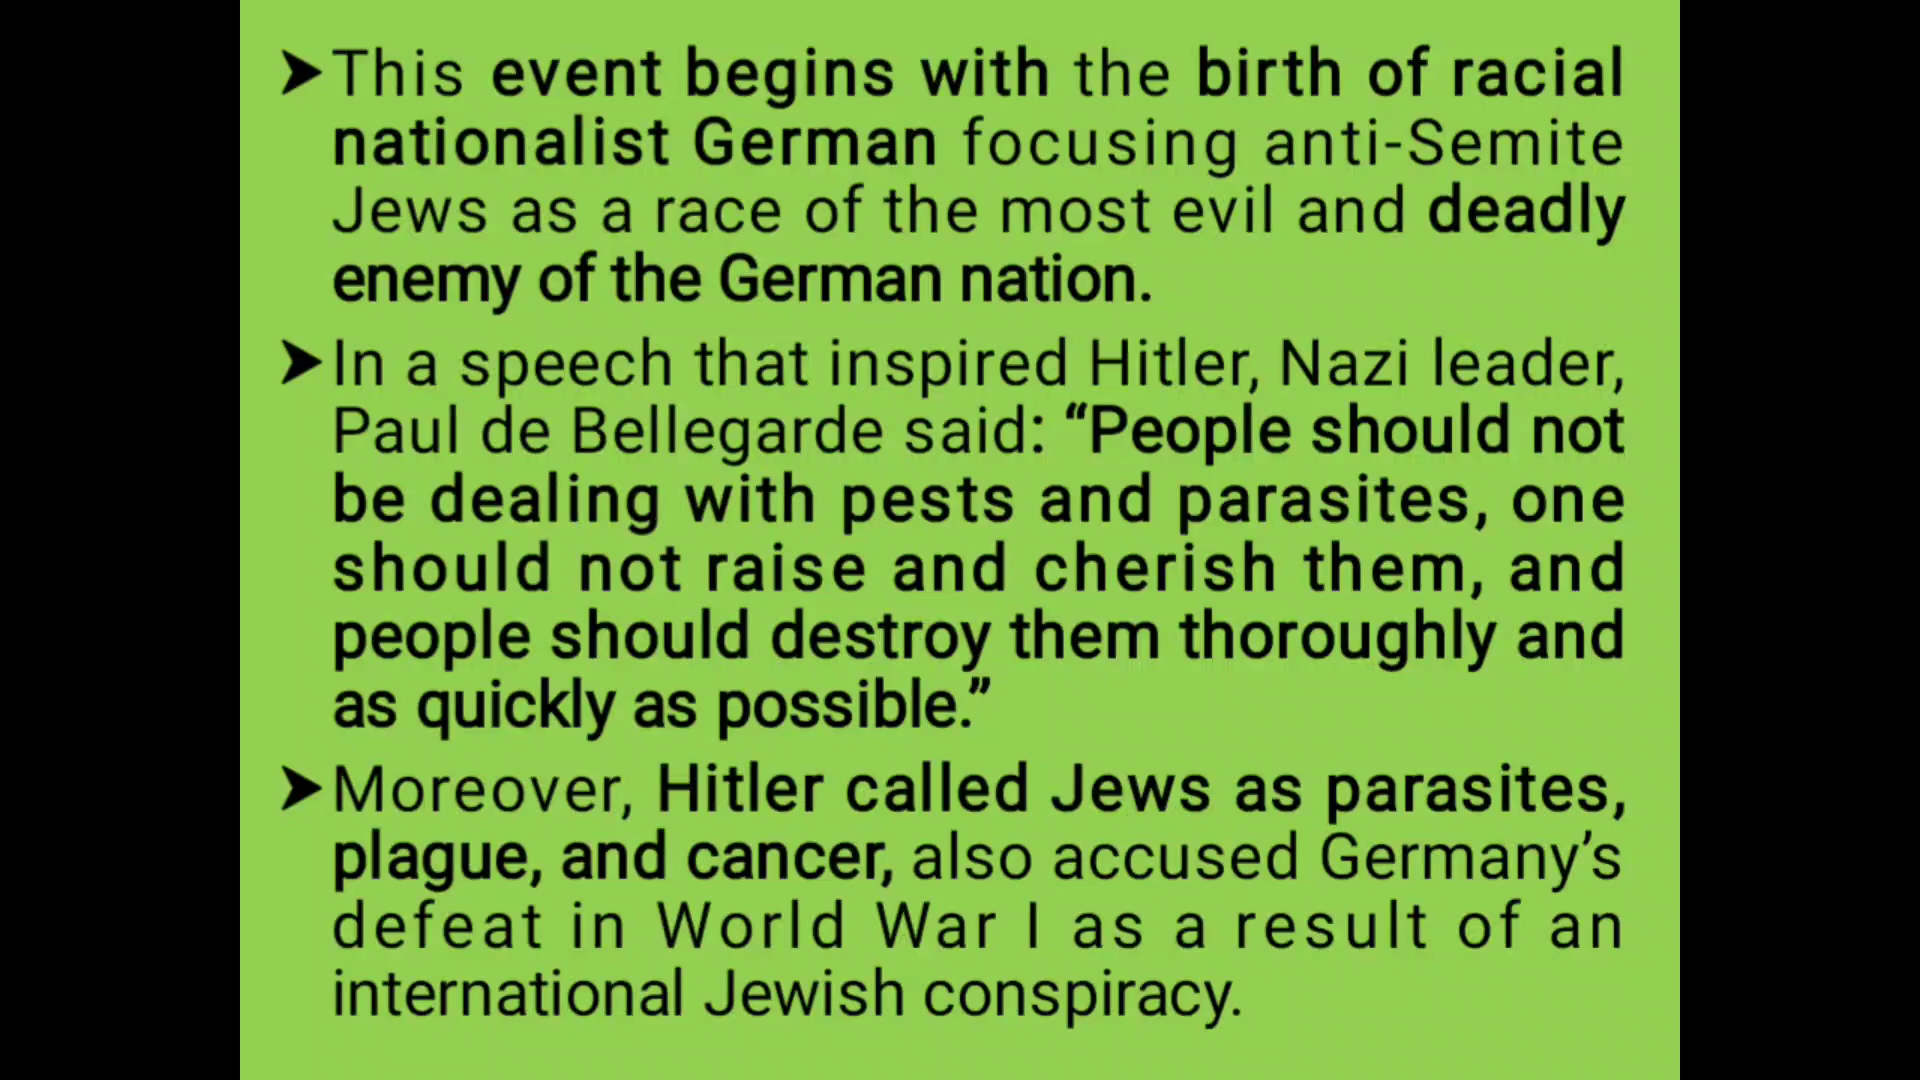 ➤This event begins with the birth of racial
nationalist German focusing anti-Semite
Jews as a race of the most evil and deadly
enemy of the German nation.
➤In a speech that inspired Hitler, Nazi leader,
Paul de Bellegarde said: “People should not
be dealing with pests and parasites, one
should not raise and cherish them, and
people should destroy them thoroughly and
as quickly as possible.”
➤Moreover, Hitler called Jews as parasites,
plague, and cancer, also accused Germany’s
defeat in World War I as a result of an
international Jewish conspiracy.